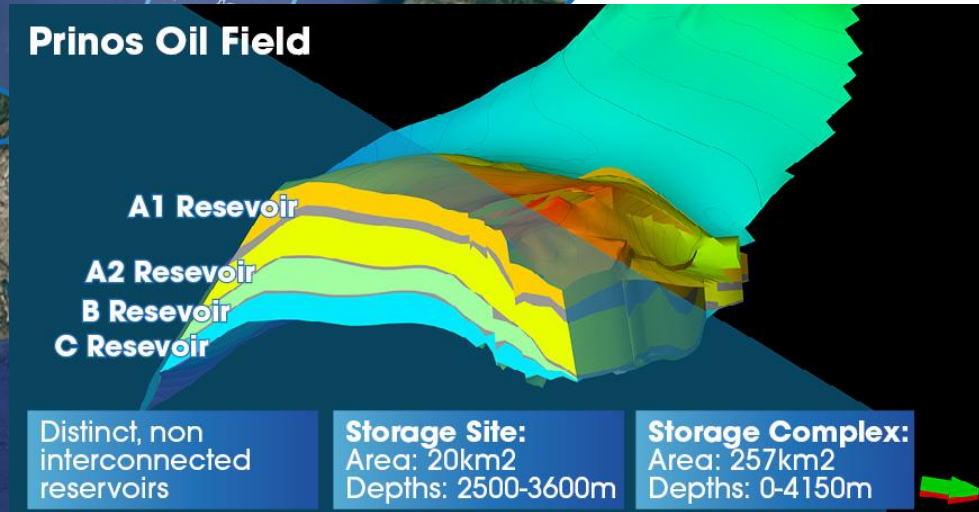 Prinos Oil Field
A1 Resevoir
A2 Resevoir
B Resevoir
C Resevoir
Distinct, non
interconnected
reservoirs
Storage Site:
Area: 20km2
Depths: 2500-3600m
Storage Complex:
Area: 257km2
Depths: 0-4150m